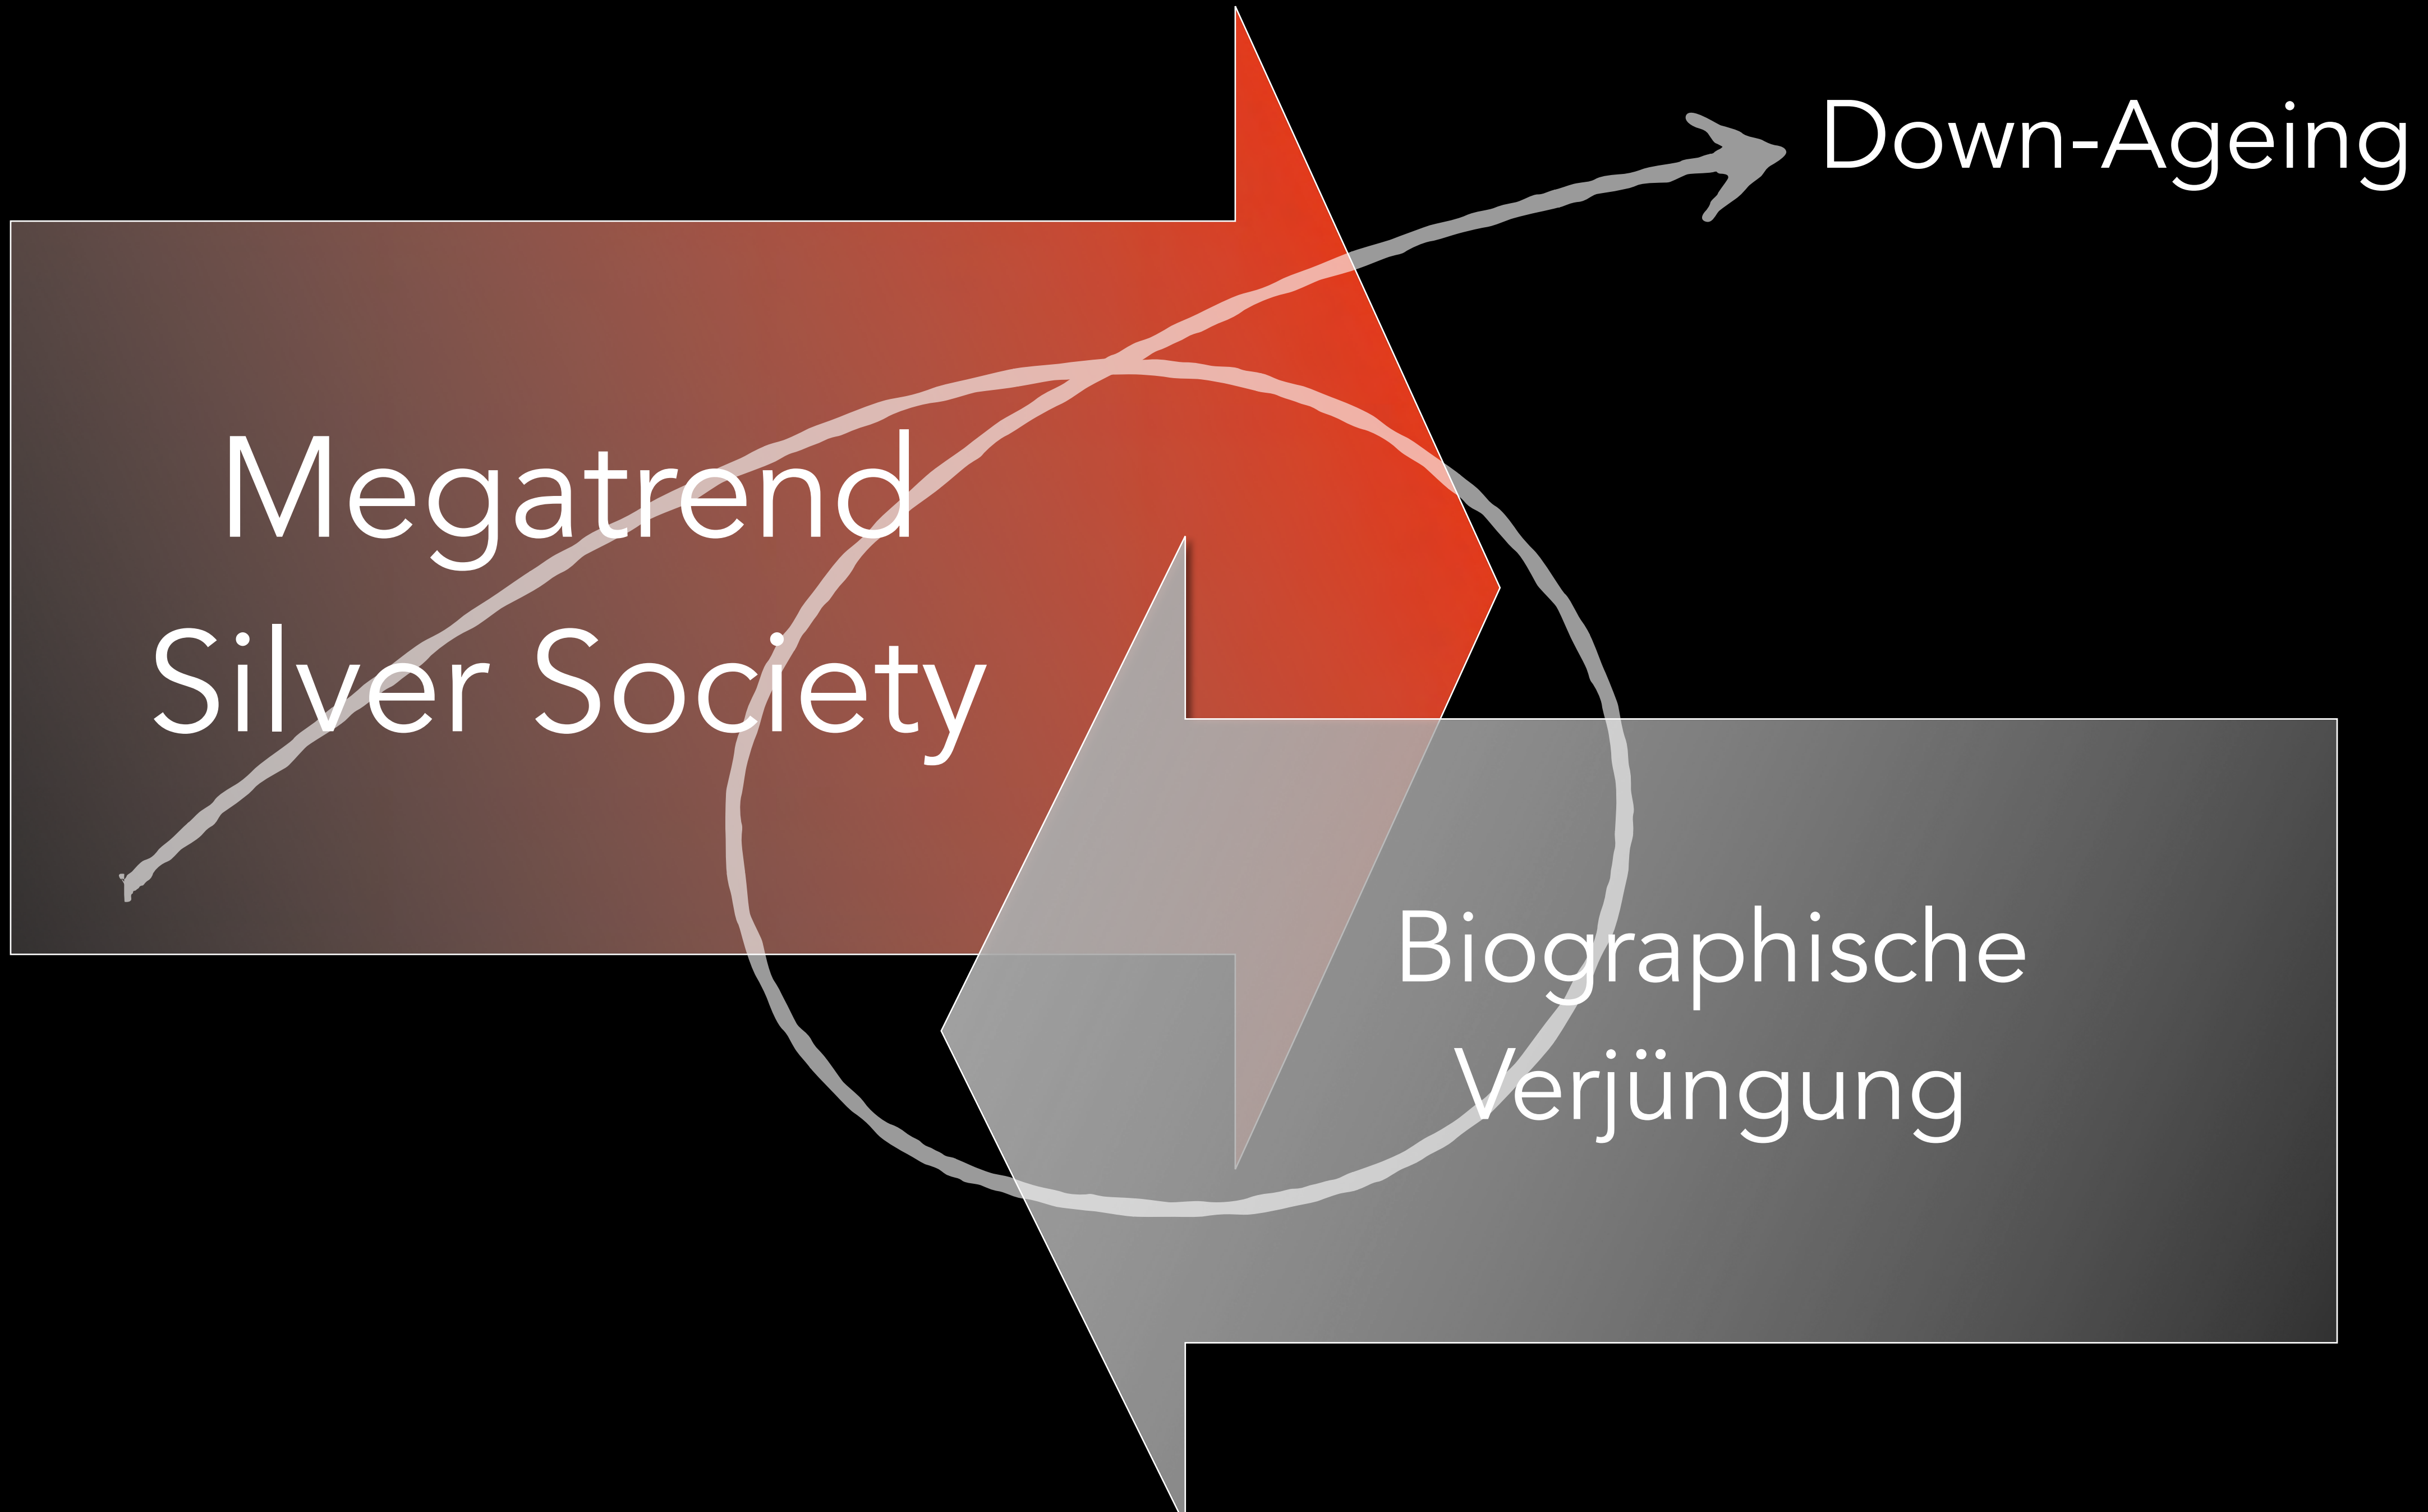 Down-Ageing
Megatrend
Silver Society
Biographische
Verjüngung